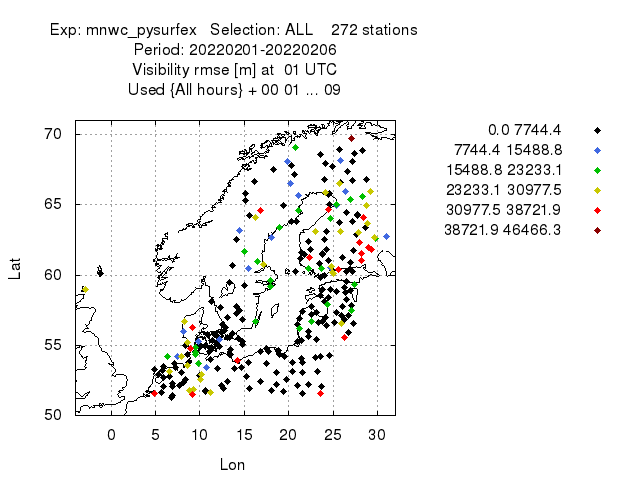 Exp: mnwc_pysurfex   Selection: ALL    272 stations
Period: 20220201-20220206
Visibility rmse [m] at  01 UTC
Used {All hours} + 00 01 ... 09
0.0 7744.4
7744.4 15488.8
15488.8 23233.1
23233.1 30977.5
30977.5 38721.9
38721.9 46466.3
70
65
60
55
50
Lat
0 5 10 15 20 25 30
Lon